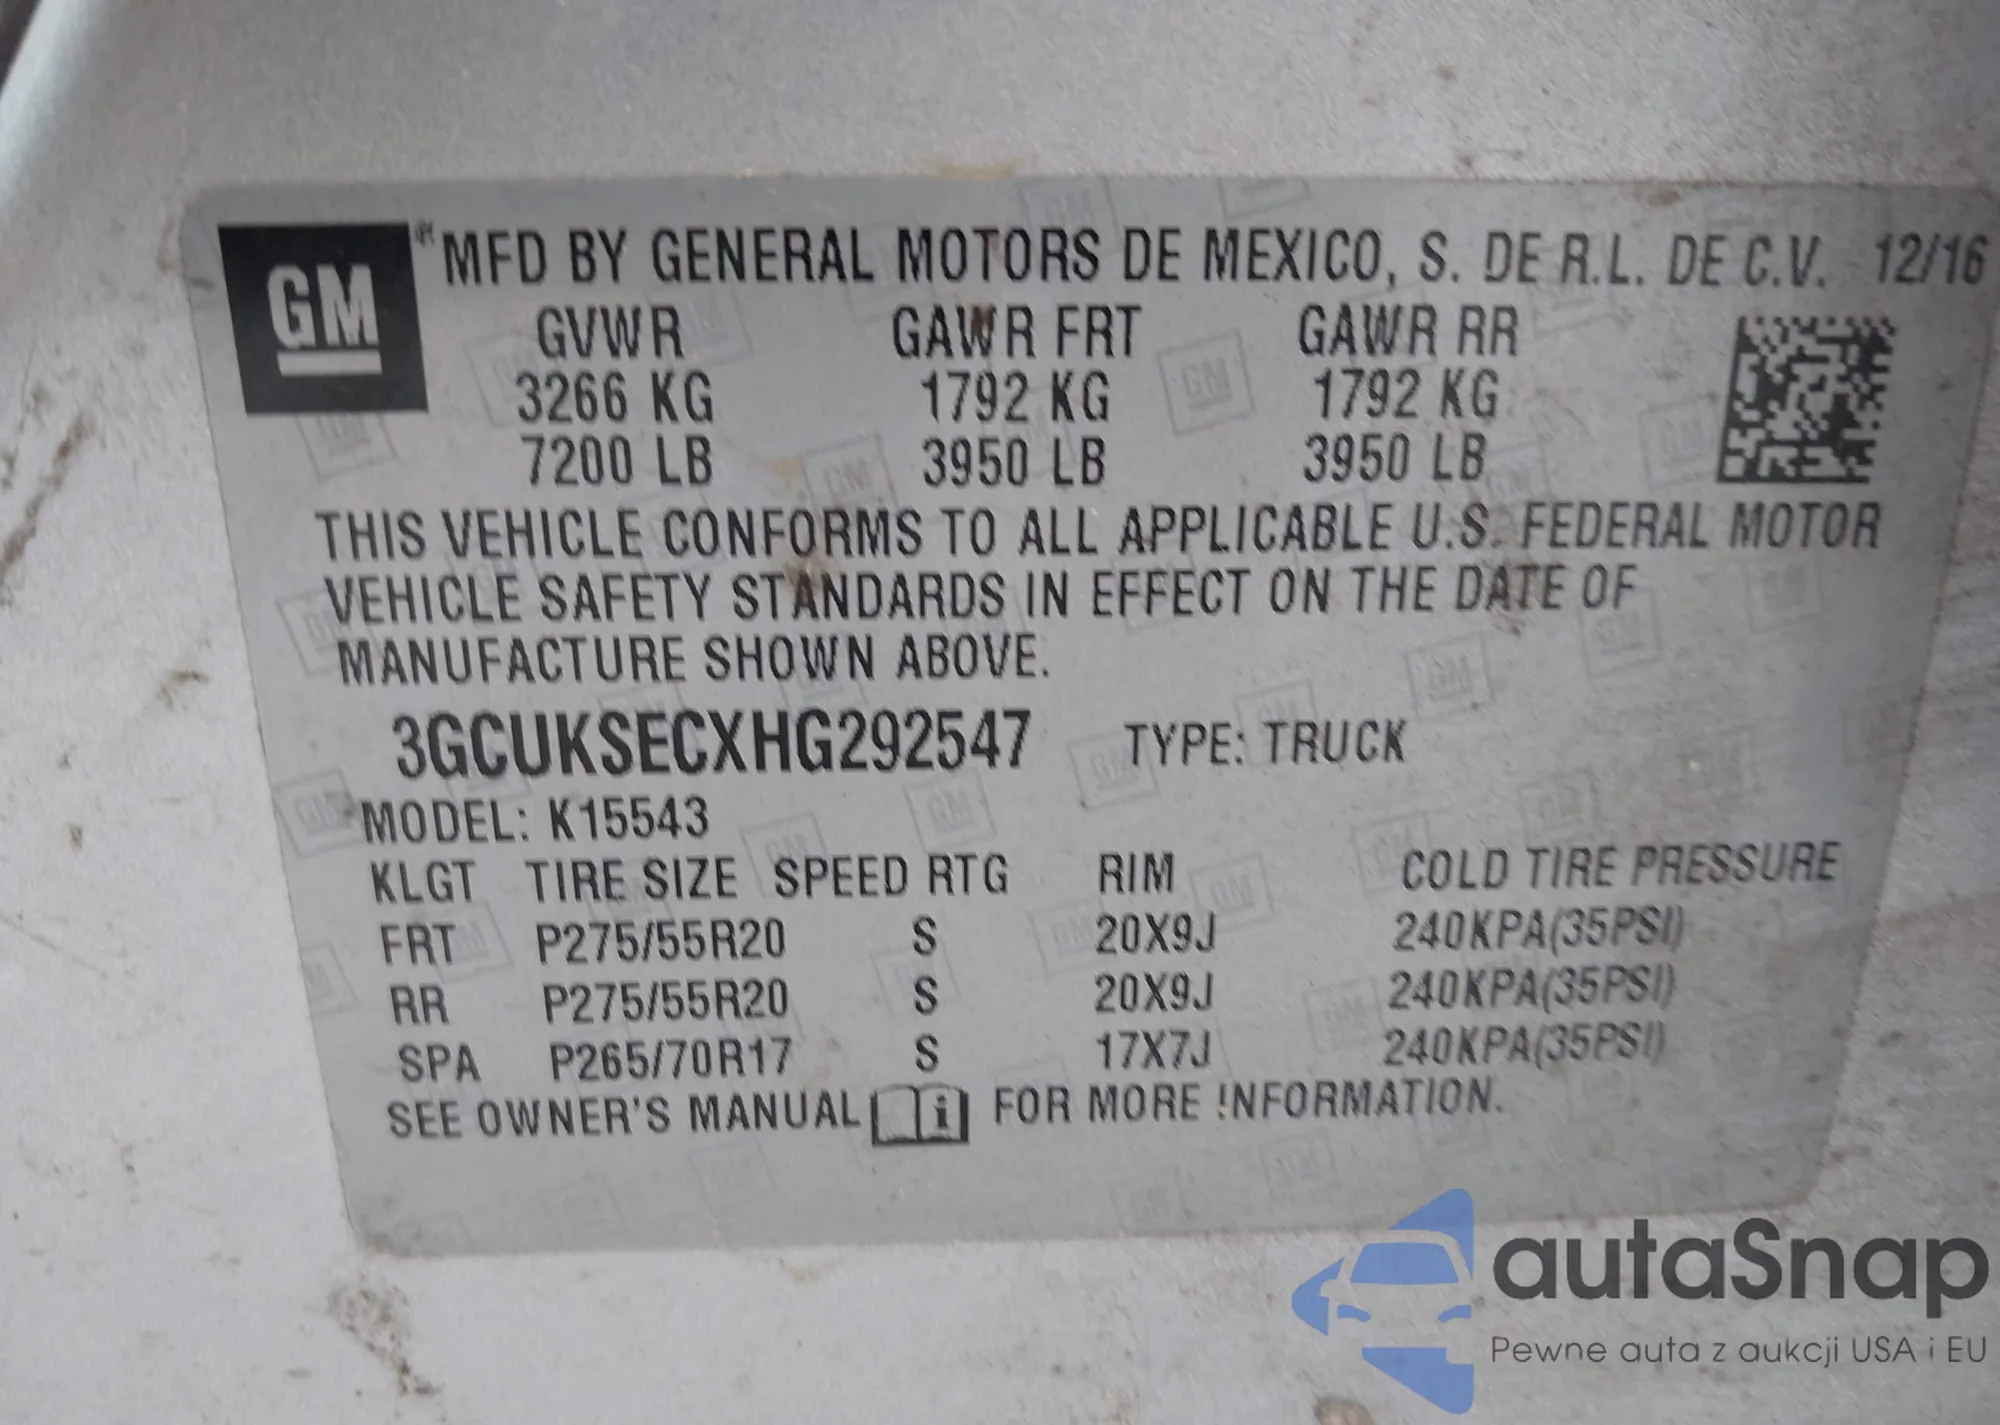 GM ® MFD BY GENERAL MOTORS DE MEXICO, S. DE R.L. DE C.V. 12/16
GVWR GAWR FRT GAWR RR
3266 KG 1792 KG 1792 KG
7200 LB 3950 LB 3950 LB
THIS VEHICLE CONFORMS TO ALL APPLICABLE U.S. FEDERAL MOTOR
VEHICLE SAFETY STANDARDS IN EFFECT ON THE DATE OF
MANUFACTURE SHOWN ABOVE.
3GCUKSECXHG292547 TYPE: TRUCK
MODEL: K15543
KLGT TIRE SIZE SPEED RTG RIM COLD TIRE PRESSURE
FRT P275/55R20 S 20X9J 240KPA(35PSI)
RR P275/55R20 S 20X9J 240KPA(35PSI)
SPA P265/70R17 S 17X7J 240KPA(35PSI)
SEE OWNER'S MANUAL i FOR MORE INFORMATION.
autaSnap
Pewne auta z aukcji USA i EU